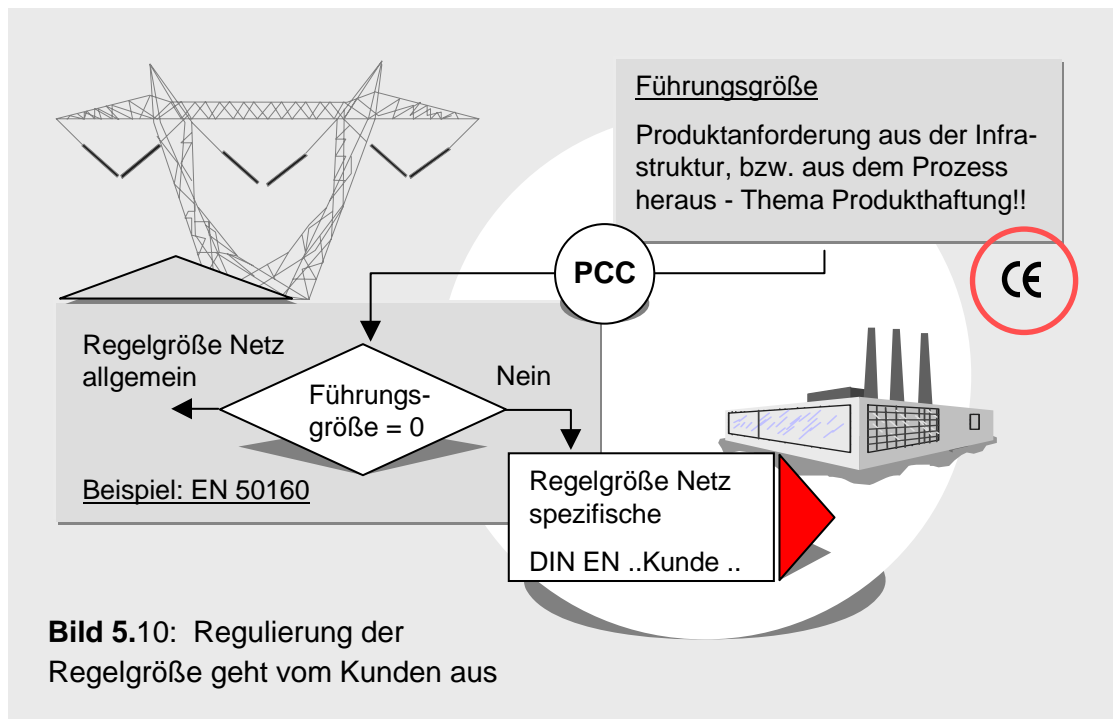 Führungsgröße
Produktanforderung aus der Infra-
struktur, bzw. aus dem Prozess
heraus - Thema Produkthaftung!!
CE
PCC
Regelgröße Netz
allgemein
Führungs-
größe = 0
Nein
Beispiel: EN 50160
Regelgröße Netz
spezifische
DIN EN ..Kunde ..
Bild 5.10: Regulierung der
Regelgröße geht vom Kunden aus